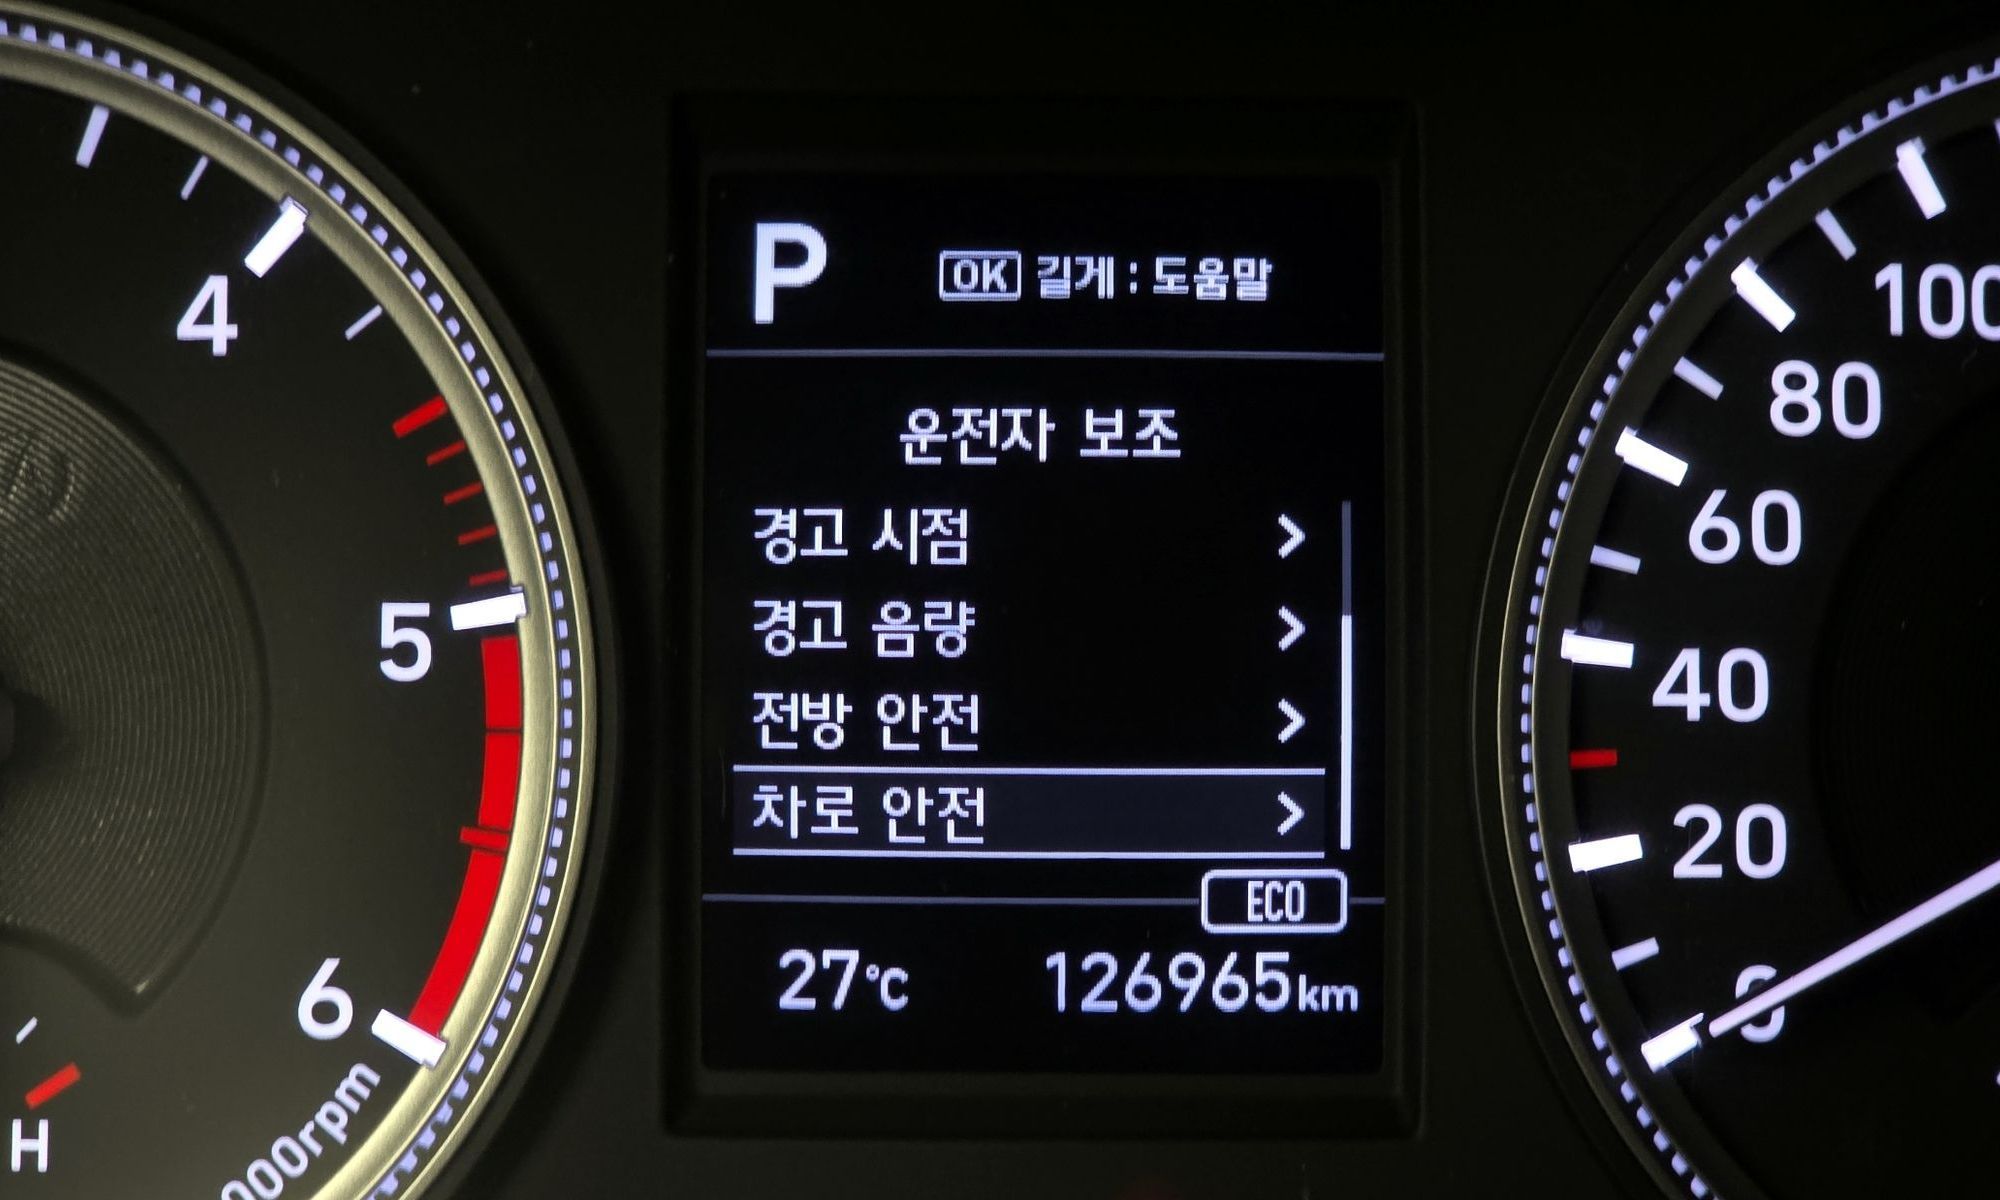 P
OK 길게 : 도움말
운전자 보조
경고 시점 >
경고 음량 >
전방 안전 >
차로 안전 >
ECO
27℃ 126965km
4
5
6
H
000rpm
100
80
60
40
20
0